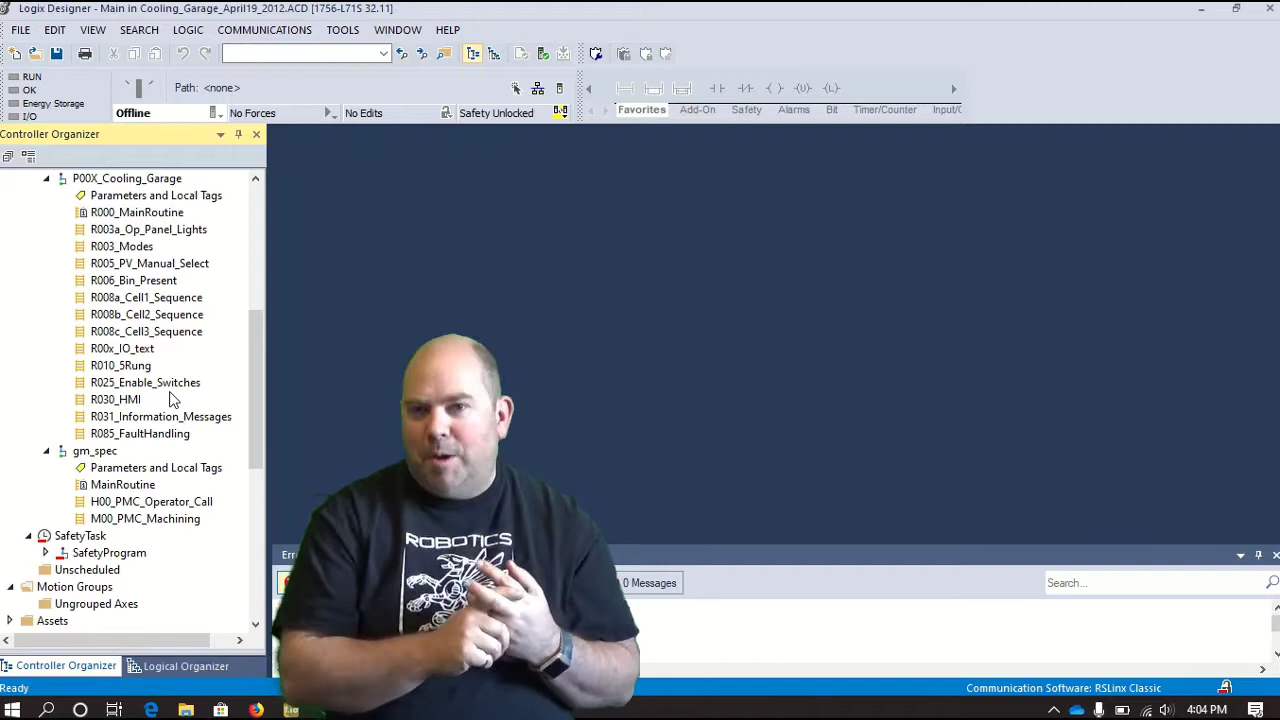 Logix Designer - Main in Cooling_Garage_April19_2012.ACD [1756-L71S 32.11]
FILE EDIT VIEW SEARCH LOGIC COMMUNICATIONS TOOLS WINDOW HELP
RUN
OK
Energy Storage
I/O
Path: <none>
Offline No Forces No Edits Safety Unlocked
Favorites Add-On Safety Alarms Bit Timer/Counter Input/O
Controller Organizer
P00X_Cooling_Garage
Parameters and Local Tags
R000_MainRoutine
R003a_Op_Panel_Lights
R003_Modes
R005_PV_Manual_Select
R006_Bin_Present
R008a_Cell1_Sequence
R008b_Cell2_Sequence
R008c_Cell3_Sequence
R00x_IO_text
R010_5Rung
R025_Enable_Switches
R030_HMI
R031_Information_Messages
R085_FaultHandling
gm_spec
Parameters and Local Tags
MainRoutine
H00_PMC_Operator_Call
M00_PMC_Machining
SafetyTask
SafetyProgram
Unscheduled
Motion Groups
Ungrouped Axes
Assets
Controller Organizer Logical Organizer
Erro
0 Messages
Search...
ROBOTICS
Ready
Communication Software: RSLinx Classic
4:04 PM